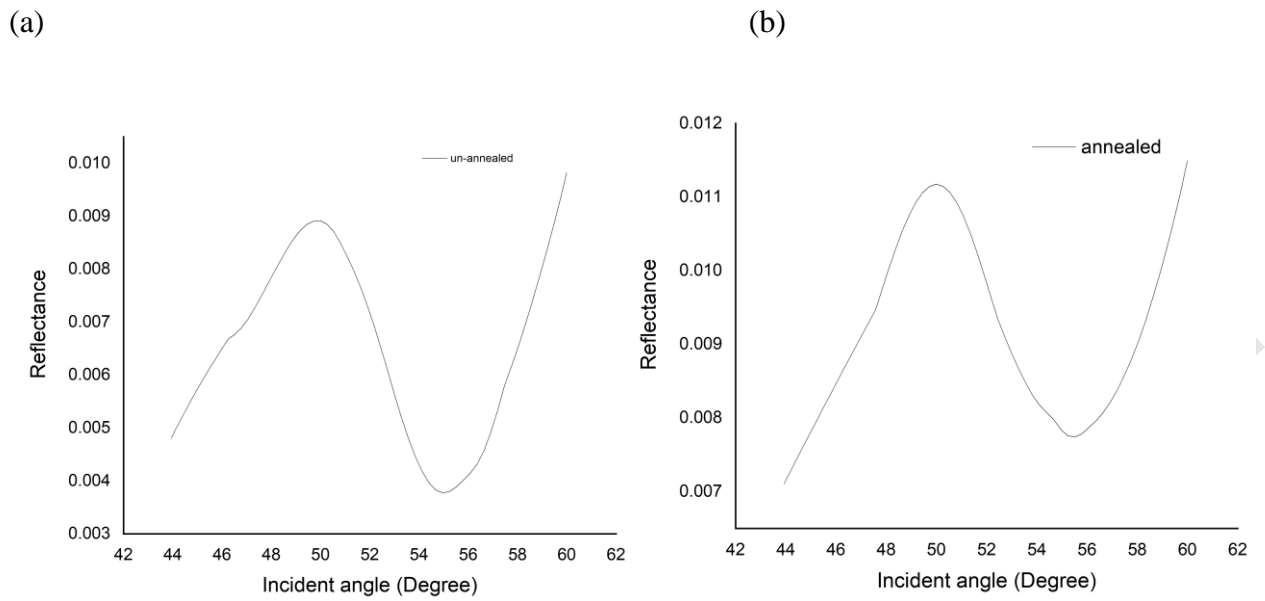 (a)
un-annealed
0.010
0.009
0.008
0.007
0.006
0.005
0.004
0.003
Reflectance
42 44 46 48 50 52 54 56 58 60 62
Incident angle (Degree)
(b)
annealed
0.012
0.011
0.010
0.009
0.008
0.007
Reflectance
42 44 46 48 50 52 54 56 58 60 62
Incident angle (Degree)